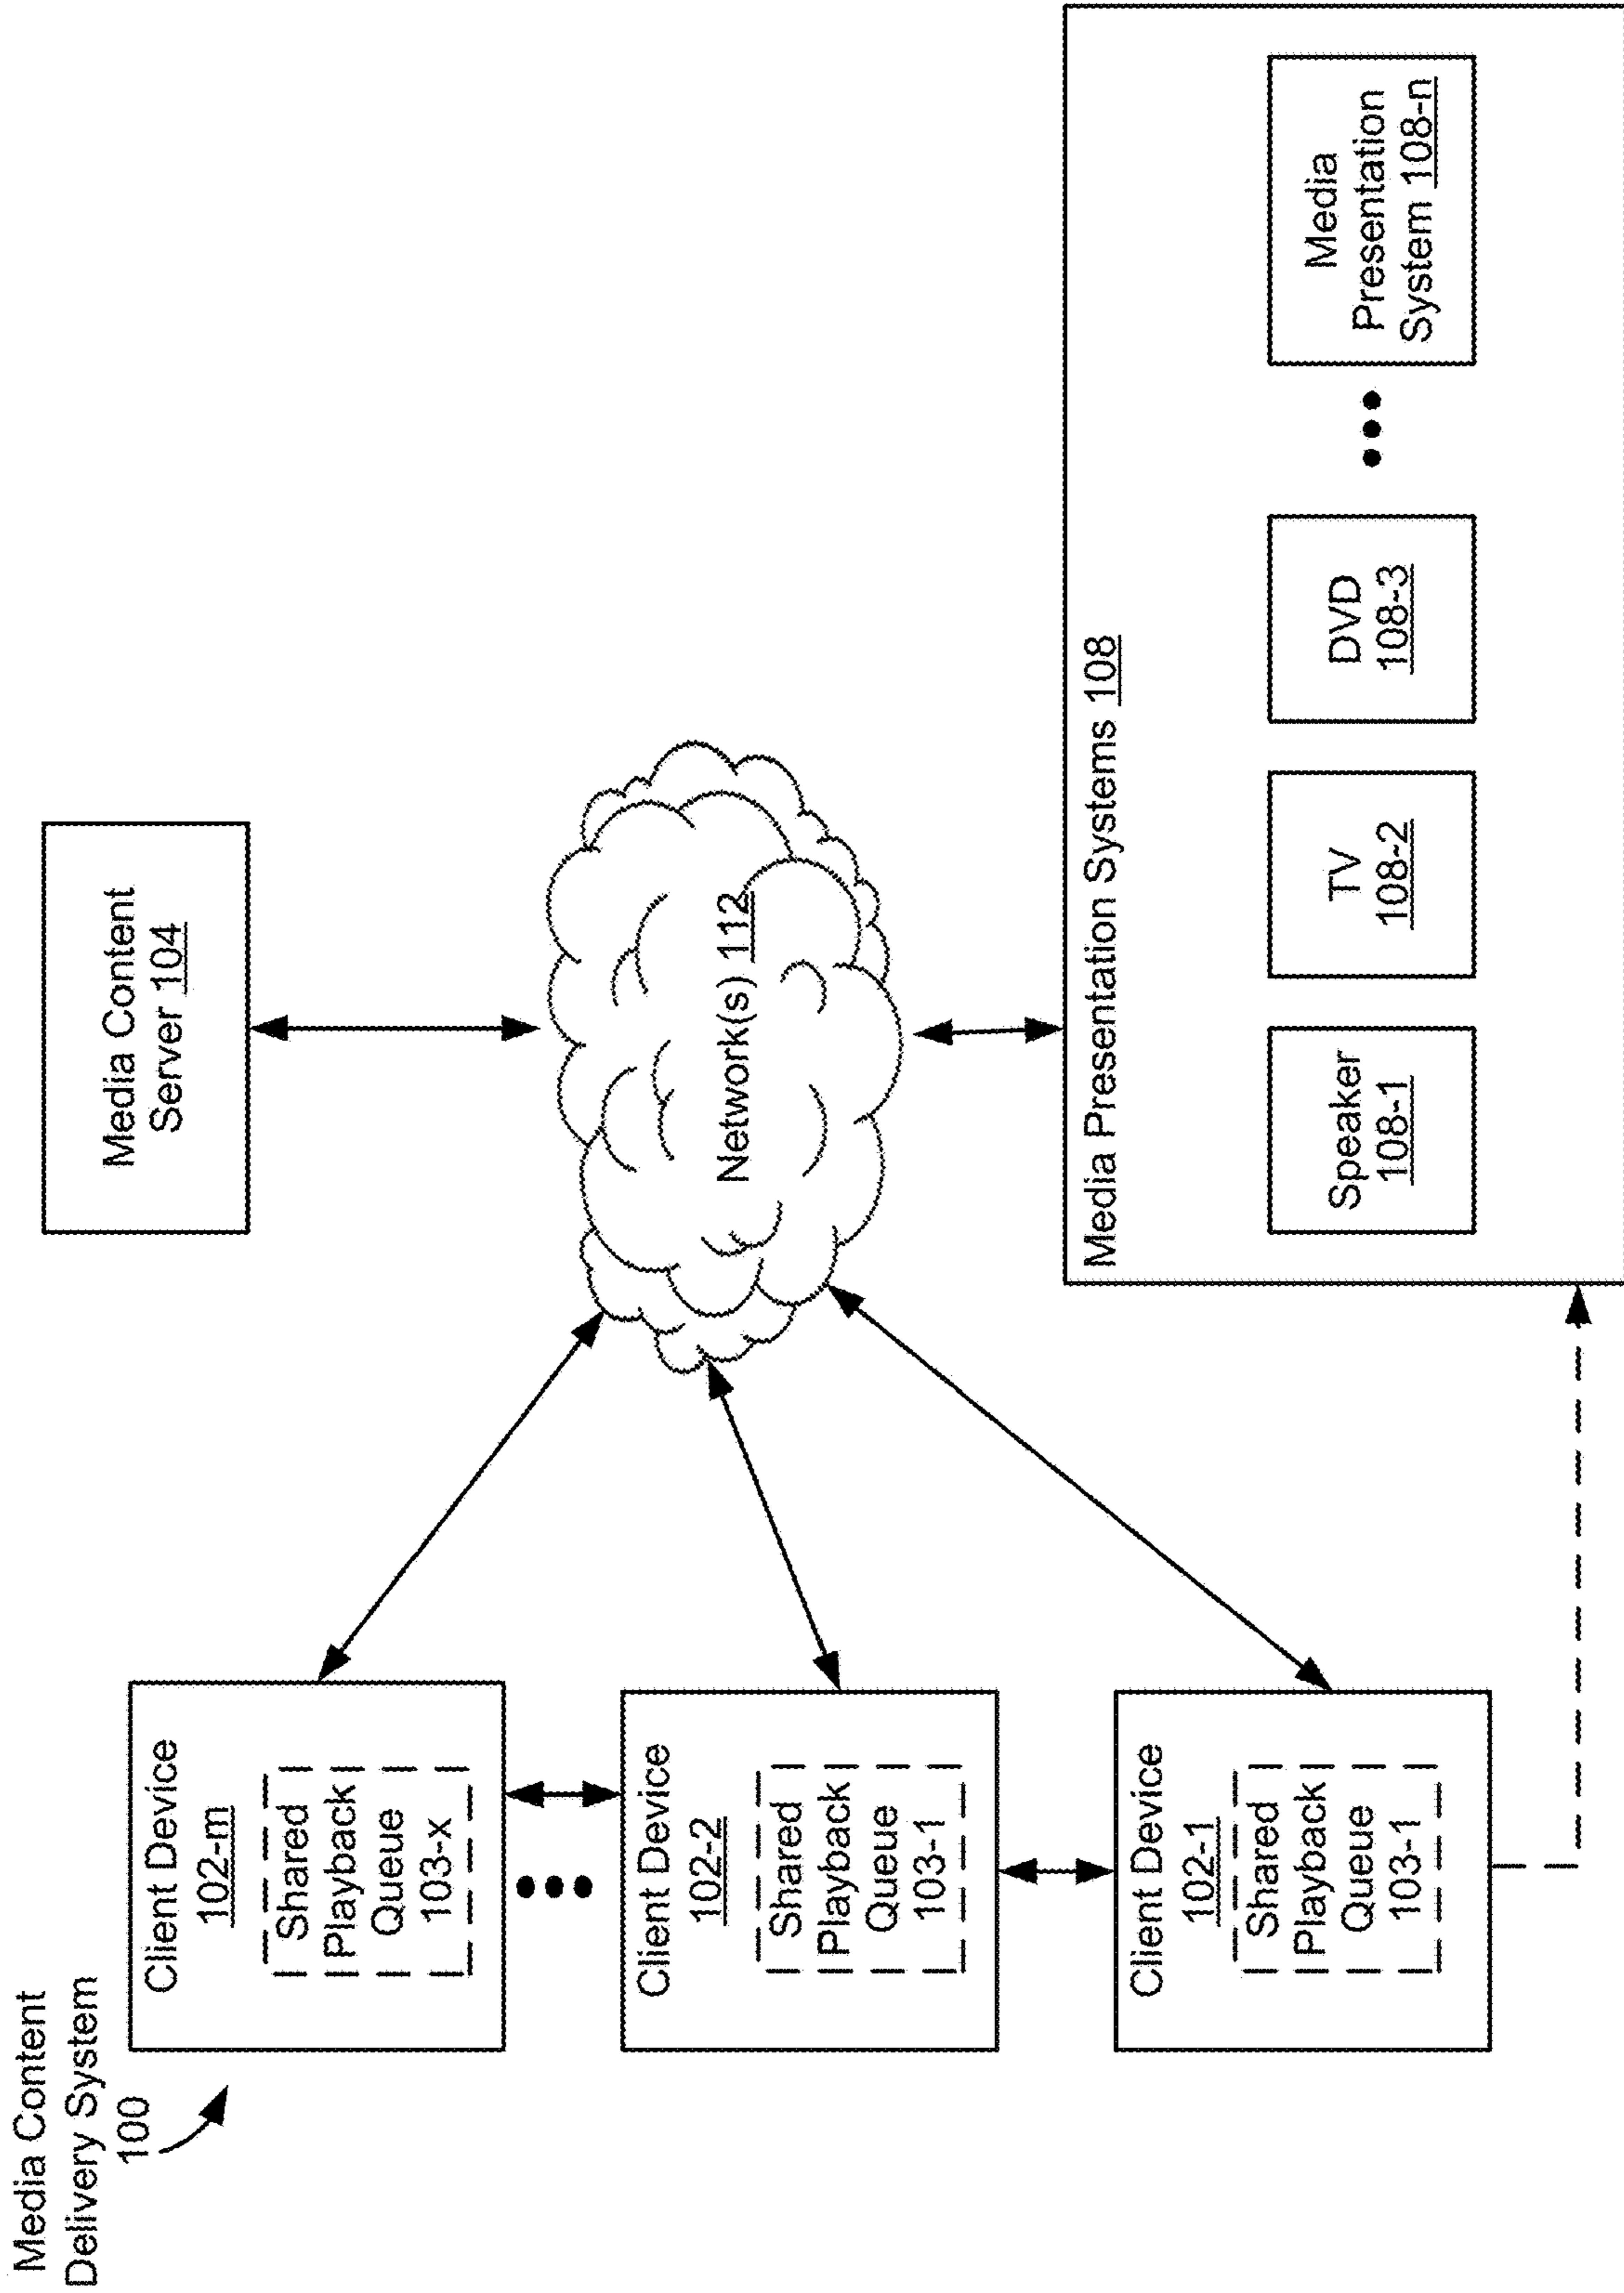 Media Content
Delivery System
100
Client Device
102-m
Shared
Playback
Queue
103-x
Client Device
102-2
Shared
Playback
Queue
103-1
Client Device
102-1
Shared
Playback
Queue
103-1
Media Content
Server 104
Network(s) 112
Media Presentation Systems 108
Speaker
108-1
TV
108-2
DVD
108-3
Media
Presentation
System 108-n